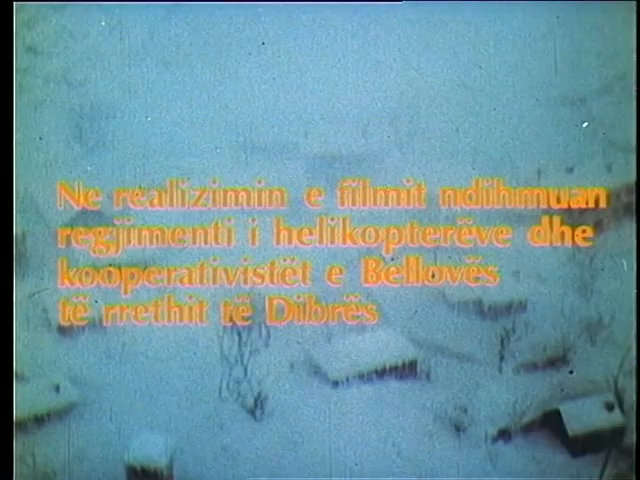 Ne realizimin e filmit ndihmuan
regjimenti i helikopterëve dhe
kooperativistët e Bellovës
të rrethit të Dibrës